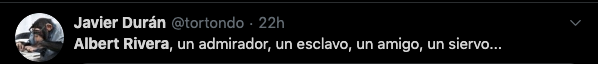 Javier Durán @tortondo · 22h
Albert Rivera, un admirador, un esclavo, un amigo, un siervo...